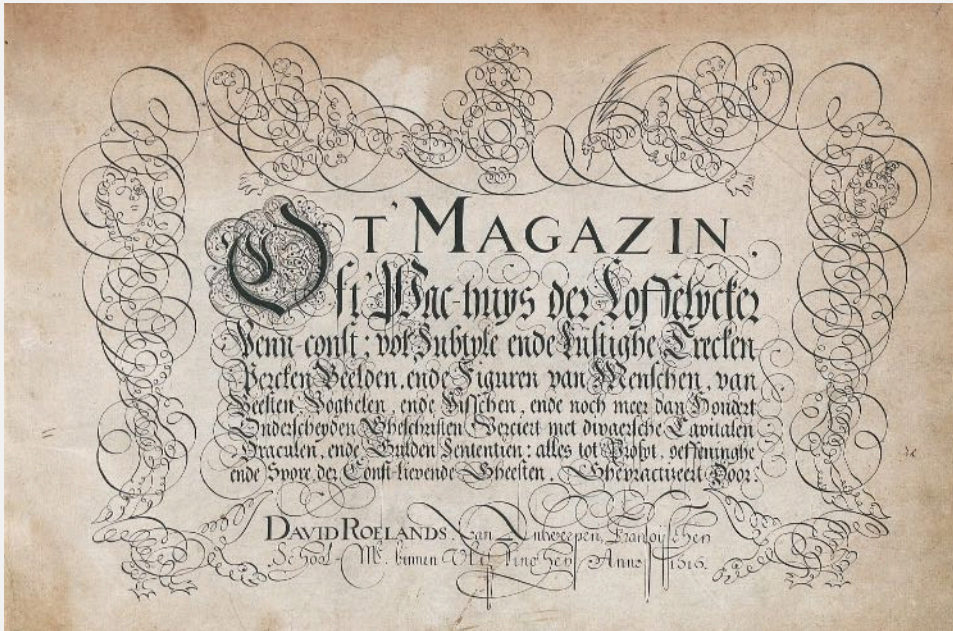 T' MAGAZIN.
Oft' Pac-huys der Loffelycker
Penn-const; vol Subtyle ende Lustighe Trecken
Percken Beelden, ende Figuren van Menschen, van
Beesten Voghelen, ende Visschen, ende noch meer dan Hondert
Onderscheyden Gheschriften Verciert met divaersche Capitalen
Oraculen, ende Gulden Sententien: alles tot Profyt, oeffeninghe
ende Spore, der Const-lievende Gheesten. Ghepractizeert Door:
DAVID ROELANDS Van Antwerpen, Fransoischen
School-Mr. binnen Vlissinghen Anno 1616.